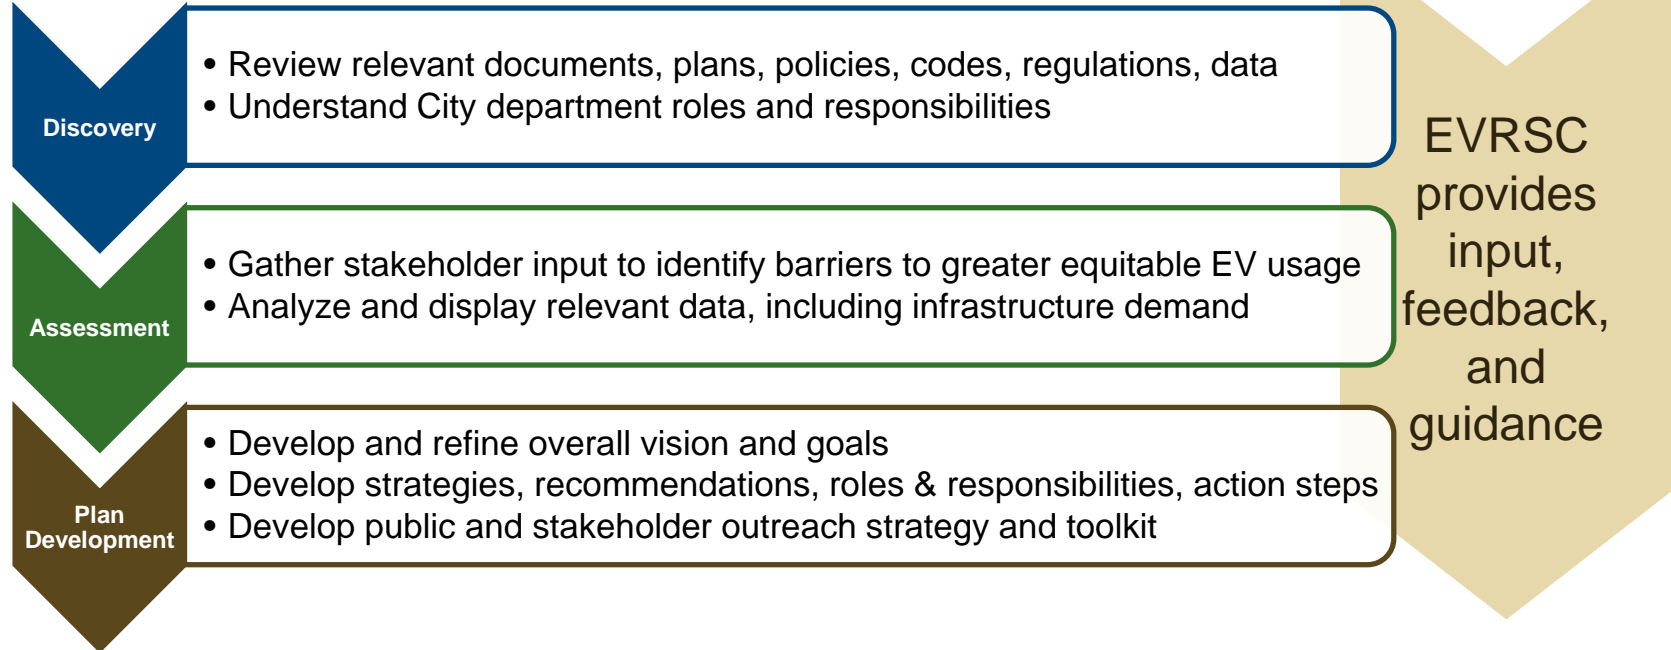 Discovery
• Review relevant documents, plans, policies, codes, regulations, data
• Understand City department roles and responsibilities
Assessment
• Gather stakeholder input to identify barriers to greater equitable EV usage
• Analyze and display relevant data, including infrastructure demand
Plan
Development
• Develop and refine overall vision and goals
• Develop strategies, recommendations, roles & responsibilities, action steps
• Develop public and stakeholder outreach strategy and toolkit
EVRSC
provides
input,
feedback,
and
guidance